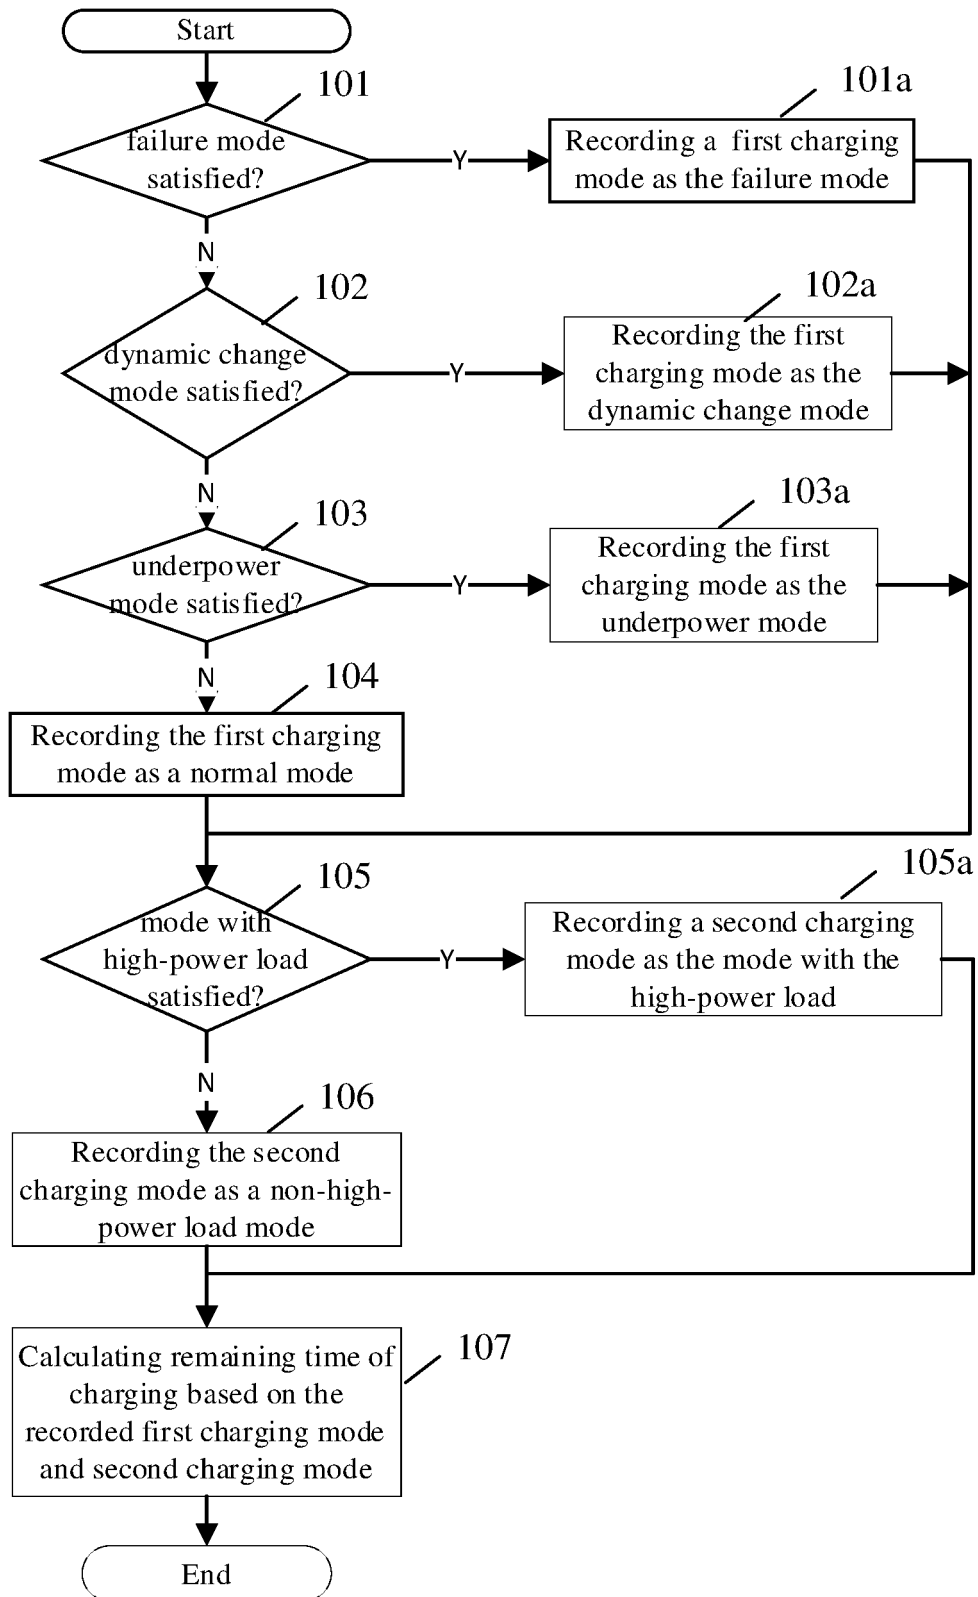 Start
101
failure mode
satisfied?
Y
101a
Recording a first charging
mode as the failure mode
N
102
dynamic change
mode satisfied?
Y
102a
Recording the first
charging mode as the
dynamic change mode
N
103
underpower
mode satisfied?
Y
103a
Recording the first
charging mode as the
underpower mode
N
104
Recording the first charging
mode as a normal mode
105
mode with
high-power load
satisfied?
Y
105a
Recording a second charging
mode as the mode with the
high-power load
N
106
Recording the second
charging mode as a non-high-
power load mode
107
Calculating remaining time of
charging based on the
recorded first charging mode
and second charging mode
End